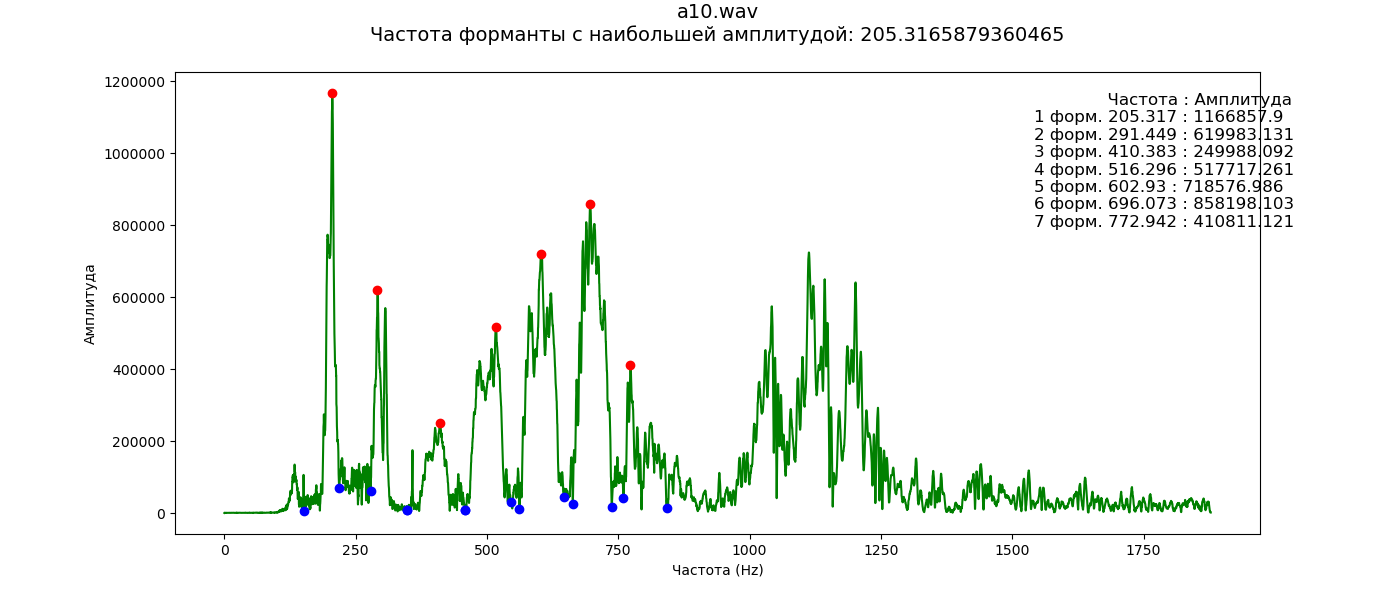 a10.wav
Частота форманты с наибольшей амплитудой: 205.3165879360465
Частота : Амплитуда
1 форм. 205.317 : 1166857.9
2 форм. 291.449 : 619983.131
3 форм. 410.383 : 249988.092
4 форм. 516.296 : 517717.261
5 форм. 602.93 : 718576.986
6 форм. 696.073 : 858198.103
7 форм. 772.942 : 410811.121
1200000
1000000
800000
600000
400000
200000
0
Амплитуда
0 250 500 750 1000 1250 1500 1750
Частота (Hz)